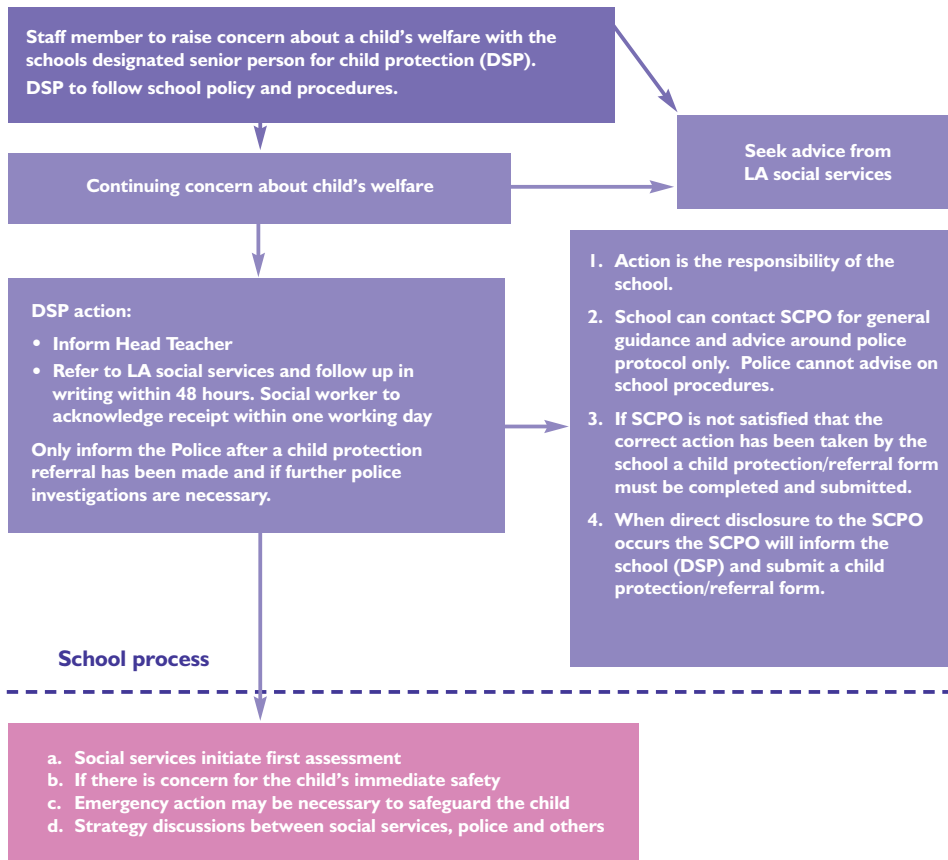 Staff member to raise concern about a child's welfare with the
schools designated senior person for child protection (DSP).
DSP to follow school policy and procedures.
Seek advice from
LA social services
Continuing concern about child's welfare
DSP action:
• Inform Head Teacher
• Refer to LA social services and follow up in
writing within 48 hours. Social worker to
acknowledge receipt within one working day
Only inform the Police after a child protection
referral has been made and if further police
investigations are necessary.
1. Action is the responsibility of the
school.
2. School can contact SCPO for general
guidance and advice around police
protocol only. Police cannot advise on
school procedures.
3. If SCPO is not satisfied that the
correct action has been taken by the
school a child protection/referral form
must be completed and submitted.
4. When direct disclosure to the SCPO
occurs the SCPO will inform the
school (DSP) and submit a child
protection/referral form.
School process
a. Social services initiate first assessment
b. If there is concern for the child's immediate safety
c. Emergency action may be necessary to safeguard the child
d. Strategy discussions between social services, police and others